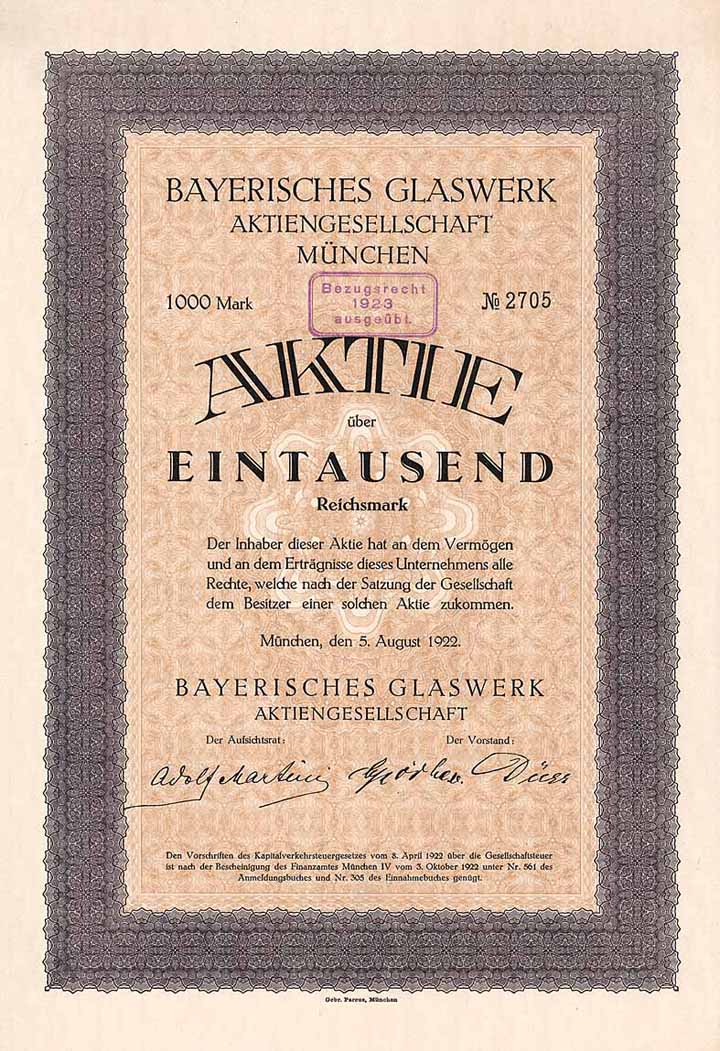 BAYERISCHES GLASWERK
AKTIENGESELLSCHAFT
MÜNCHEN
Bezugsrecht
1923
ausgeübt.
1000 Mark
№ 2705
AKTIE
über
EINTAUSEND
Reichsmark
Der Inhaber dieser Aktie hat an dem Vermögen
und an dem Erträgnisse dieses Unternehmens alle
Rechte, welche nach der Satzung der Gesellschaft
dem Besitzer einer solchen Aktie zukommen.
München, den 5. August 1922.
BAYERISCHES GLASWERK
AKTIENGESELLSCHAFT
Der Aufsichtsrat:
Der Vorstand:
Adolf Martini
Den Vorschriften des Kapitalverkehrsteuergesetzes vom 8. April 1922 über die Gesellschaftsteuer
ist nach der Bescheinigung des Finanzamtes München IV vom 3. Oktober 1922 unter Nr. 561 des
Anmeldungsbuches und Nr. 305 des Einnahmebuches genügt.
Gebr. Parcus, München